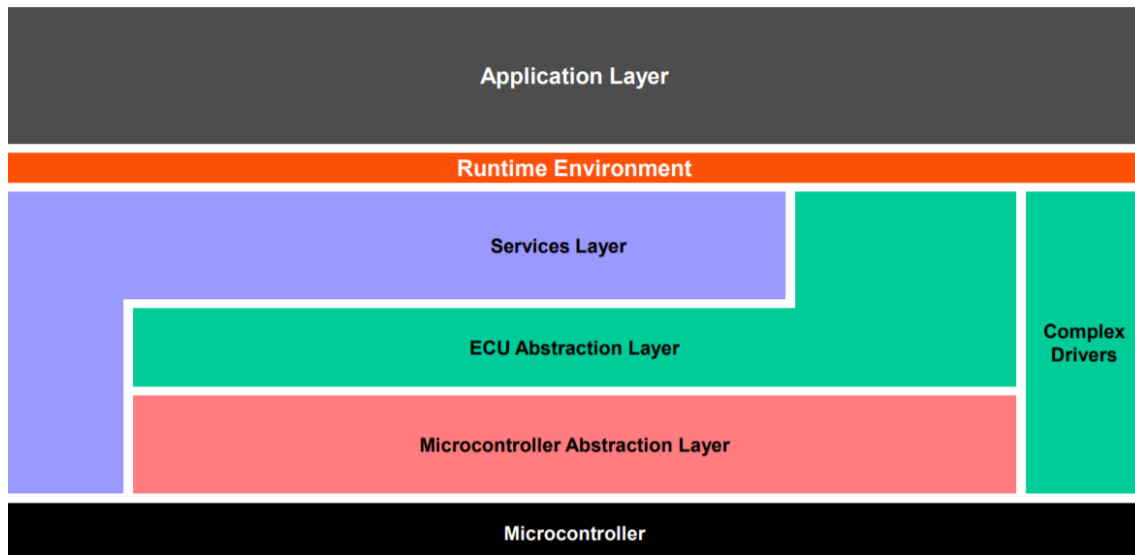 Application Layer
Runtime Environment
Services Layer
ECU Abstraction Layer
Complex
Drivers
Microcontroller Abstraction Layer
Microcontroller